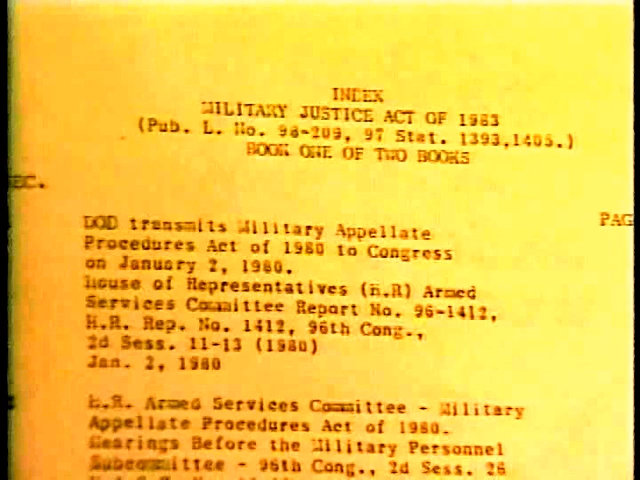 INDEX
MILITARY JUSTICE ACT OF 1983
(Pub. L. No. 98-209, 97 Stat. 1393,1405.)
BOOK ONE OF TWO BOOKS
PAG
DOD transmits Military Appellate
Procedures Act of 1980 to Congress
on January 2, 1980.
House of Representatives (H.R) Armed
Services Committee Report No. 96-1412,
H.R. Rep. No. 1412, 96th Cong.,
2d Sess. 11-13 (1980)
Jan. 2, 1980
H.R. Armed Services Committee - Military
Appellate Procedures Act of 1980.
Hearings Before the Military Personnel
Subcommittee - 96th Cong., 2d Sess. 26